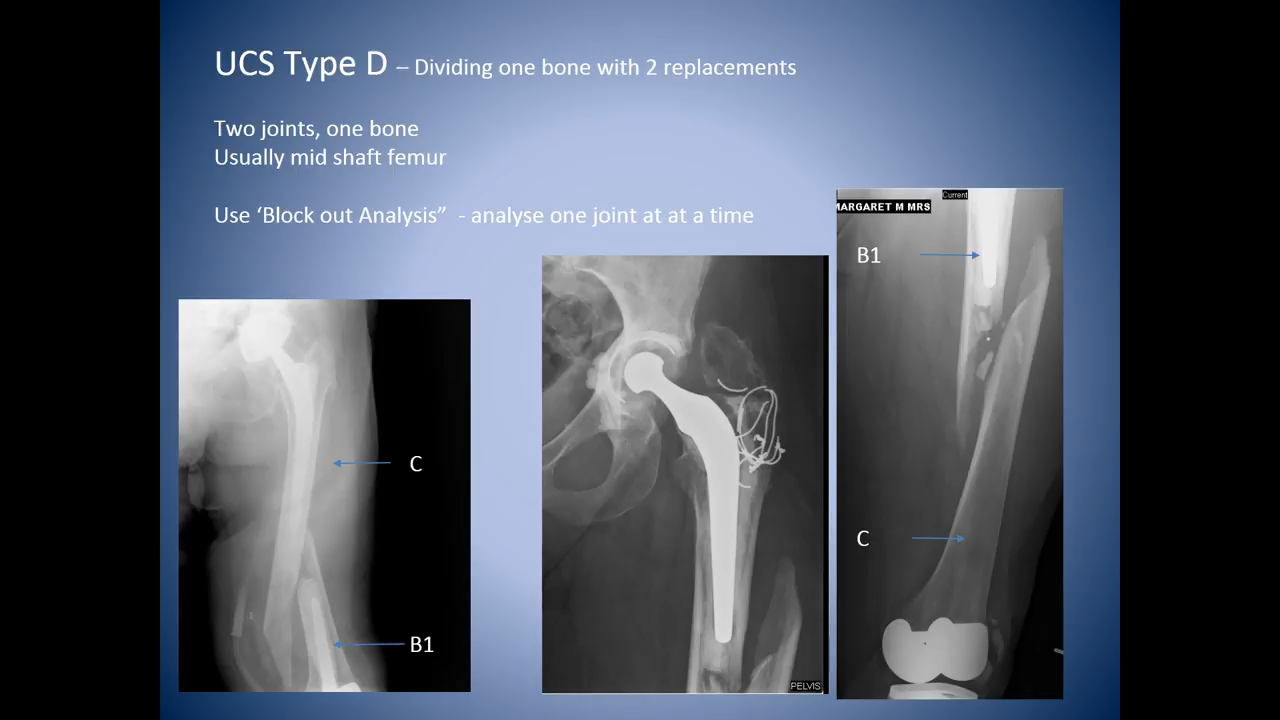 UCS Type D – Dividing one bone with 2 replacements
Two joints, one bone
Usually mid shaft femur
Use ‘Block out Analysis” - analyse one joint at at a time
Current
MARGARET M MRS
B1
C
C
B1
PELVIS